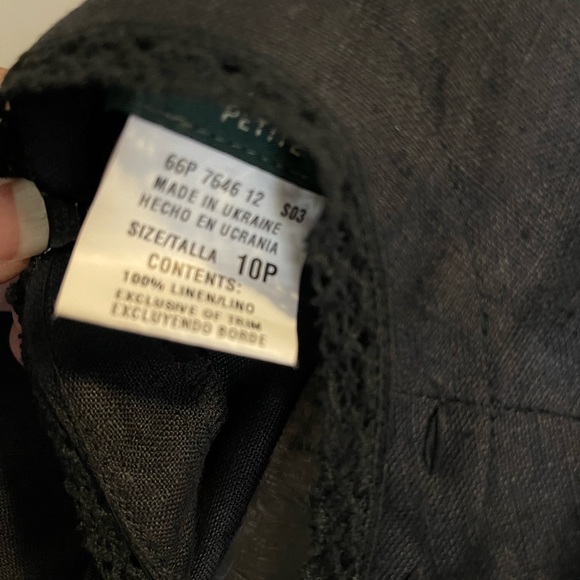 PETITE
66P 7646 12 S03
MADE IN UKRAINE
HECHO EN UCRANIA
SIZE/TALLA 10P
CONTENTS:
100% LINEN/LINO
EXCLUSIVE OF TRIM
EXCLUYENDO BORDE